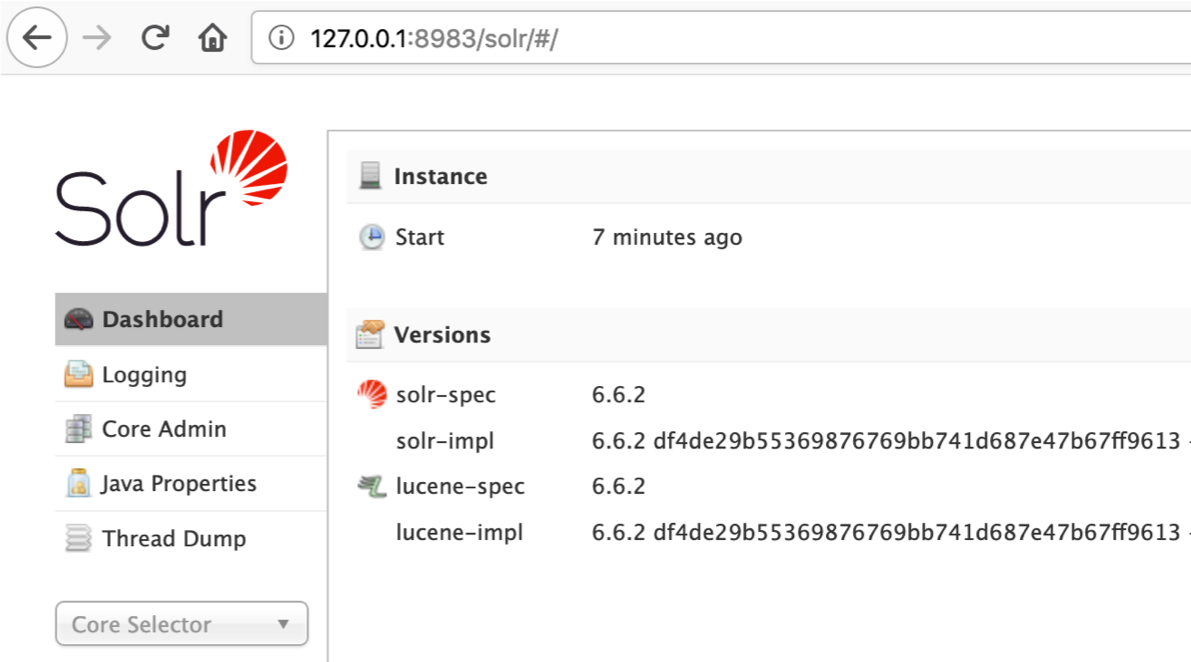 127.0.0.1:8983/solr/#/
Solr
Instance
Start 7 minutes ago
Dashboard
Versions
Logging
solr-spec 6.6.2
Core Admin
solr-impl 6.6.2 df4de29b55369876769bb741d687e47b67ff9613 -
Java Properties
lucene-spec 6.6.2
Thread Dump
lucene-impl 6.6.2 df4de29b55369876769bb741d687e47b67ff9613 -
Core Selector